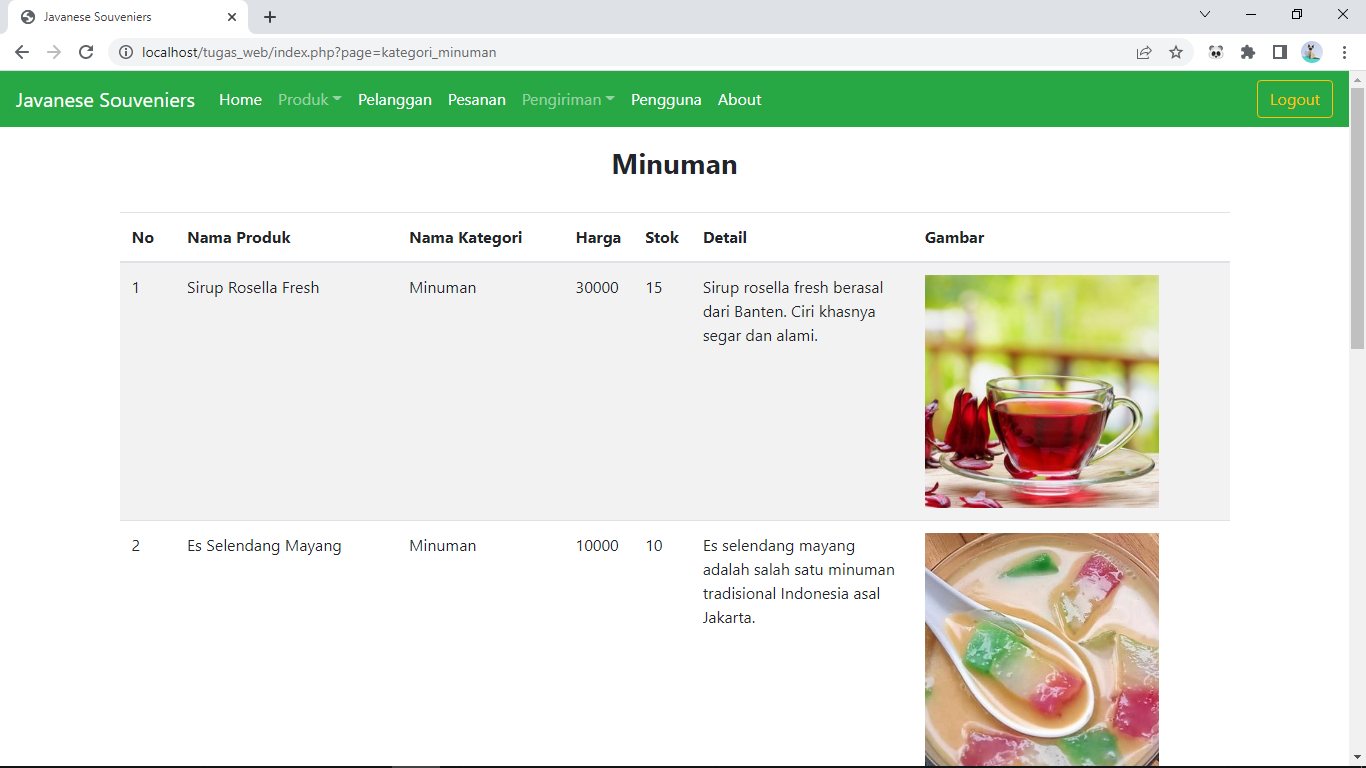 Javanese Souveniers
localhost/tugas_web/index.php?page=kategori_minuman
Javanese Souveniers Home Produk Pelanggan Pesanan Pengiriman Pengguna About Logout
Minuman
No Nama Produk Nama Kategori Harga Stok Detail Gambar
1 Sirup Rosella Fresh Minuman 30000 15 Sirup rosella fresh berasal
dari Banten. Ciri khasnya
segar dan alami.
2 Es Selendang Mayang Minuman 10000 10 Es selendang mayang
adalah salah satu minuman
tradisional Indonesia asal
Jakarta.